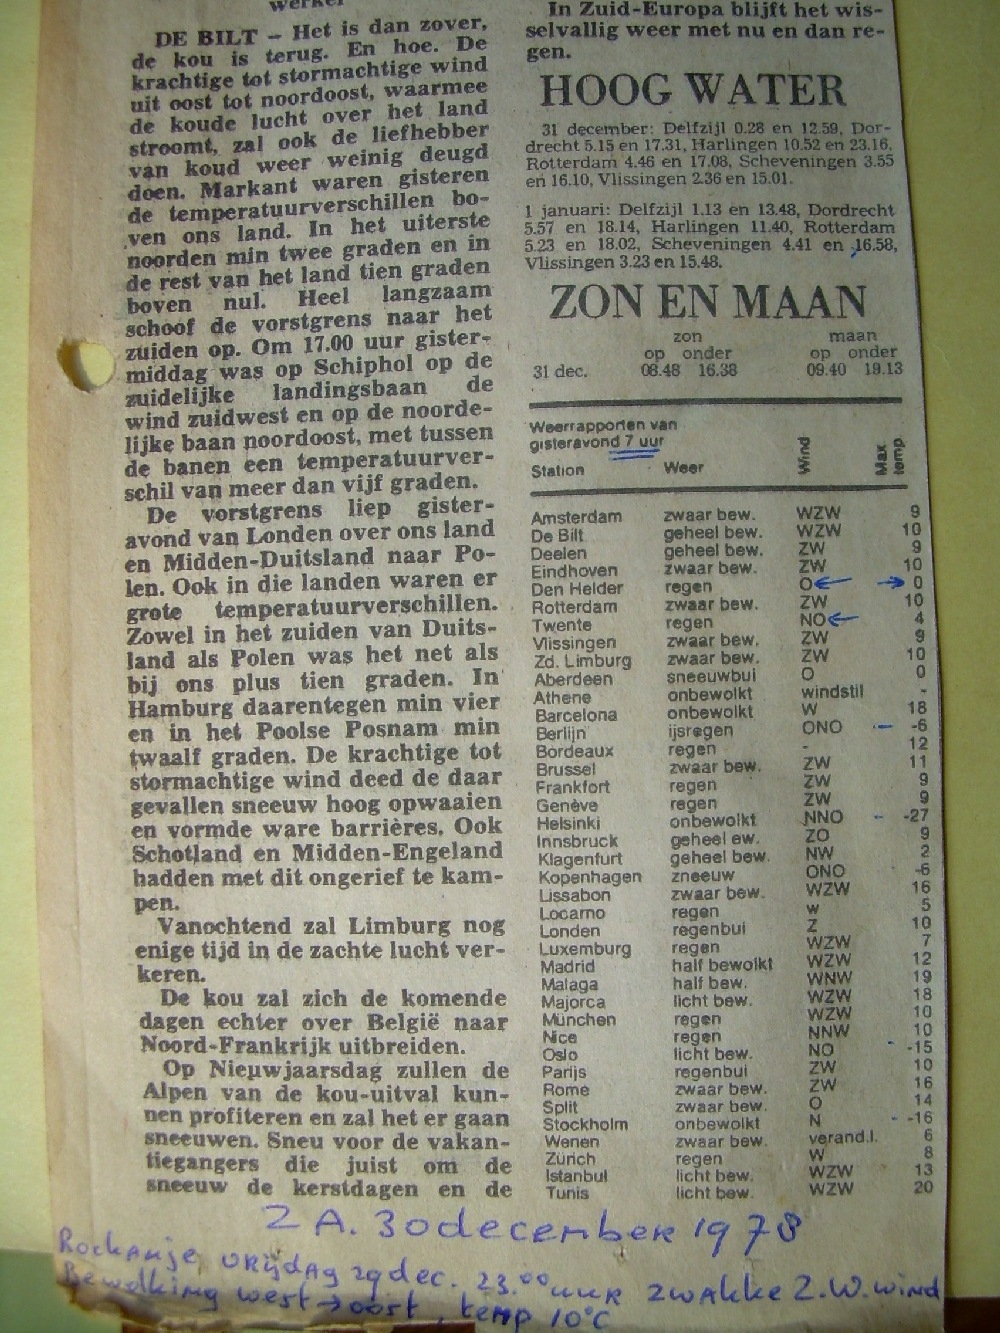 werker
DE BILT – Het is dan zover,
de kou is terug. En hoe. De
krachtige tot stormachtige wind
uit oost tot noordoost, waarmee
de koude lucht over het land
stroomt, zal ook de liefhebber
van koud weer weinig deugd
doen. Markant waren gisteren
de temperatuurverschillen bo-
ven ons land. In het uiterste
noorden min twee graden en in
de rest van het land tien graden
boven nul. Heel langzaam
schoof de vorstgrens naar het
zuiden op. Om 17.00 uur gister-
middag was op Schiphol op de
zuidelijke landingsbaan de
wind zuidwest en op de noorde-
lijke baan noordoost, met tussen
de banen een temperatuurver-
schil van meer dan vijf graden.
De vorstgrens liep gister-
avond van Londen over ons land
en Midden-Duitsland naar Po-
len. Ook in die landen waren er
grote temperatuurverschillen.
Zowel in het zuiden van Duits-
land als Polen was het net als
bij ons plus tien graden. In
Hamburg daarentegen min vier
en in het Poolse Posnam min
twaalf graden. De krachtige tot
stormachtige wind deed de daar
gevallen sneeuw hoog opwaaien
en vormde ware barrières. Ook
Schotland en Midden-Engeland
hadden met dit ongerief te kam-
pen.
Vanochtend zal Limburg nog
enige tijd in de zachte lucht ver-
keren.
De kou zal zich de komende
dagen echter over België naar
Noord-Frankrijk uitbreiden.
Op Nieuwjaarsdag zullen de
Alpen van de kou-uitval kun-
nen profiteren en zal het er gaan
sneeuwen. Sneu voor de vakan-
tiegangers die juist om de
sneeuw de kerstdagen en de
In Zuid-Europa blijft het wis-
selvallig weer met nu en dan re-
gen.
HOOG WATER
31 december: Delfzijl 0.28 en 12.59, Dor-
drecht 5.15 en 17.31, Harlingen 10.52 en 23.16,
Rotterdam 4.46 en 17.08, Scheveningen 3.55
en 16.10, Vlissingen 2.36 en 15.01.
1 januari: Delfzijl 1.13 en 13.48, Dordrecht
5.57 en 18.14, Harlingen 11.40, Rotterdam
5.23 en 18.02, Scheveningen 4.41 en 16.58,
Vlissingen 3.23 en 15.48.
ZON EN MAAN
zon maan
op onder op onder
31 dec. 08.48 16.38 09.40 19.13
Weerrapporten van
gisteravond 7 uur
Station Weer Wind Max temp
Amsterdam zwaar bew. WZW 9
De Bilt geheel bew. WZW 10
Deelen geheel bew. ZW 9
Eindhoven zwaar bew. ZW 10
Den Helder regen O ← → 0
Rotterdam zwaar bew. ZW 10
Twente regen NO ← 4
Vlissingen zwaar bew. ZW 9
Zd. Limburg zwaar bew. ZW 10
Aberdeen sneeuwbui O 0
Athene onbewolkt windstil -
Barcelona onbewolkt W 18
Berlijn ijsregen ONO -6
Bordeaux regen - 12
Brussel zwaar bew. ZW 11
Frankfort regen ZW 9
Genève regen ZW 9
Helsinki onbewolkt NNO -27
Innsbruck geheel ew. ZO 9
Klagenfurt geheel bew. NW 2
Kopenhagen zneeuw ONO -6
Lissabon zwaar bew. WZW 16
Locarno regen w 5
Londen regenbui Z 10
Luxemburg regen WZW 7
Madrid half bewolkt WZW 12
Malaga half bew. WNW 19
Majorca licht bew. WZW 18
München regen WZW 10
Nice regen NNW 10
Oslo licht bew. NO -15
Parijs regenbui ZW 10
Rome zwaar bew. ZW 16
Split zwaar bew. O 14
Stockholm onbewolkt N -16
Wenen zwaar bew. verand.l. 6
Zürich regen W 8
Istanbul licht bew. WZW 13
Tunis licht bew. WZW 20
ZA. 30 december 1978
Rockanje vrijdag 29 dec. 23.00 uur zwakke Z.W. wind
Bewolking west → oost, temp 10°C